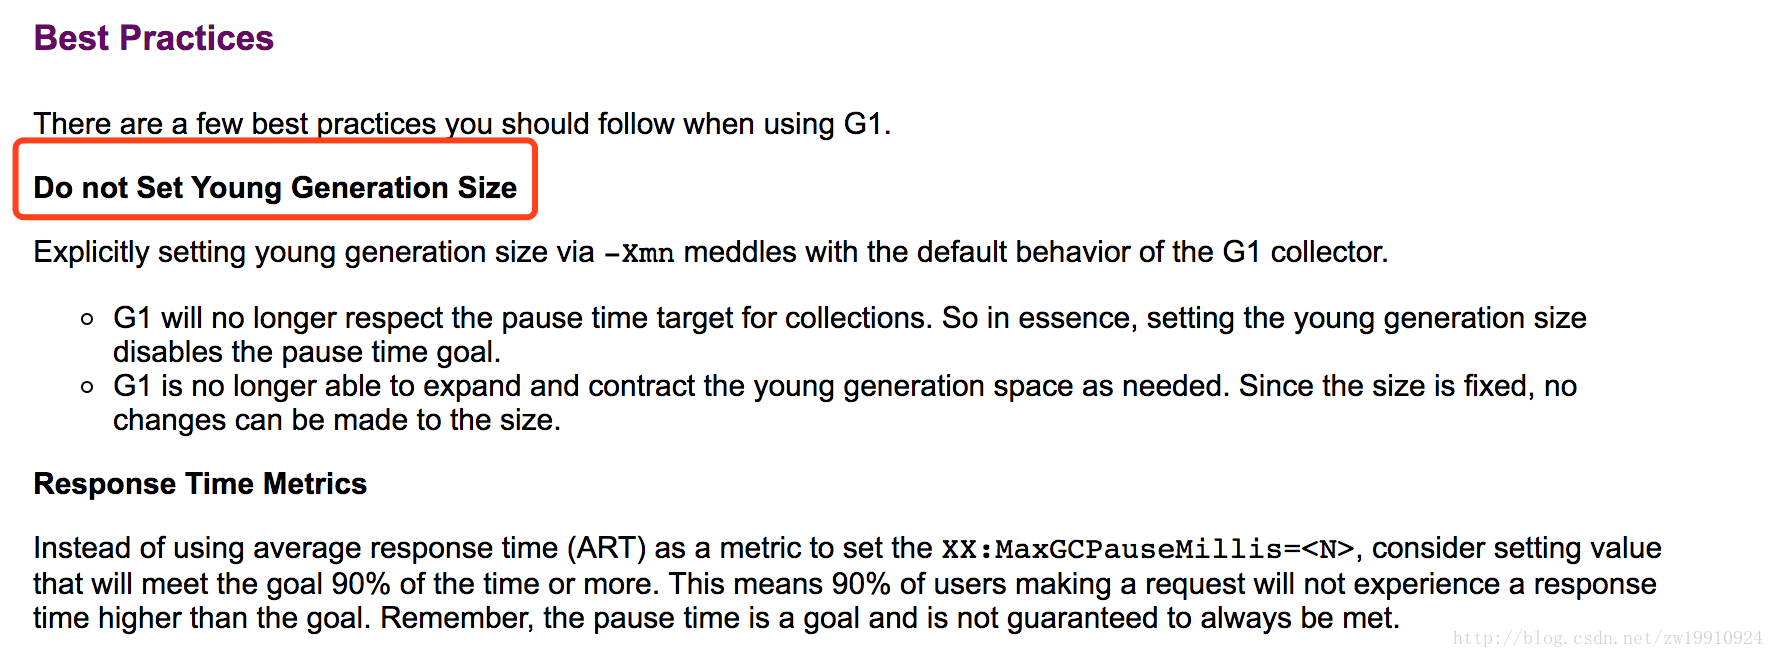 Best Practices
There are a few best practices you should follow when using G1.
Do not Set Young Generation Size
Explicitly setting young generation size via -Xmn meddles with the default behavior of the G1 collector.
G1 will no longer respect the pause time target for collections. So in essence, setting the young generation size
disables the pause time goal.
G1 is no longer able to expand and contract the young generation space as needed. Since the size is fixed, no
changes can be made to the size.
Response Time Metrics
Instead of using average response time (ART) as a metric to set the XX:MaxGCPauseMillis=<N>, consider setting value
that will meet the goal 90% of the time or more. This means 90% of users making a request will not experience a response
time higher than the goal. Remember, the pause time is a goal and is not guaranteed to always be met.
http://blog.csdn.net/zw19910924